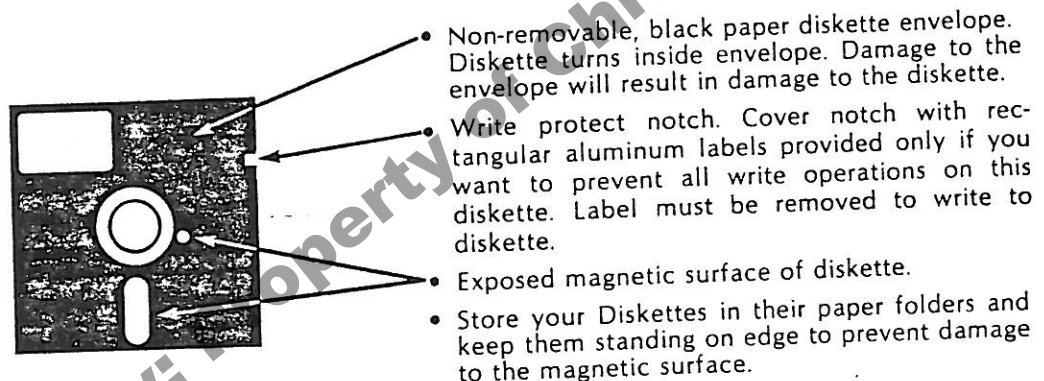 • Non-removable, black paper diskette envelope.
Diskette turns inside envelope. Damage to the
envelope will result in damage to the diskette.
• Write protect notch. Cover notch with rec-
tangular aluminum labels provided only if you
want to prevent all write operations on this
diskette. Label must be removed to write to
diskette.
• Exposed magnetic surface of diskette.
• Store your Diskettes in their paper folders and
keep them standing on edge to prevent damage
to the magnetic surface.
Property of